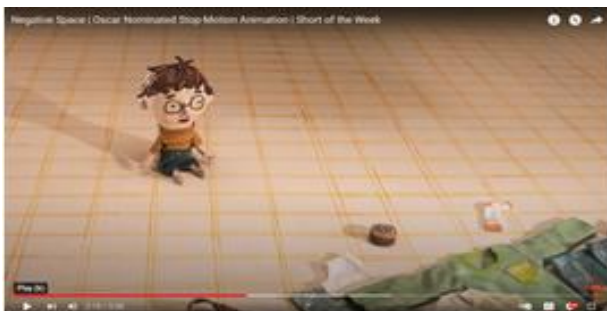 Negative Space | Oscar Nominated Stop-Motion Animation | Short of the Week
Play (k)